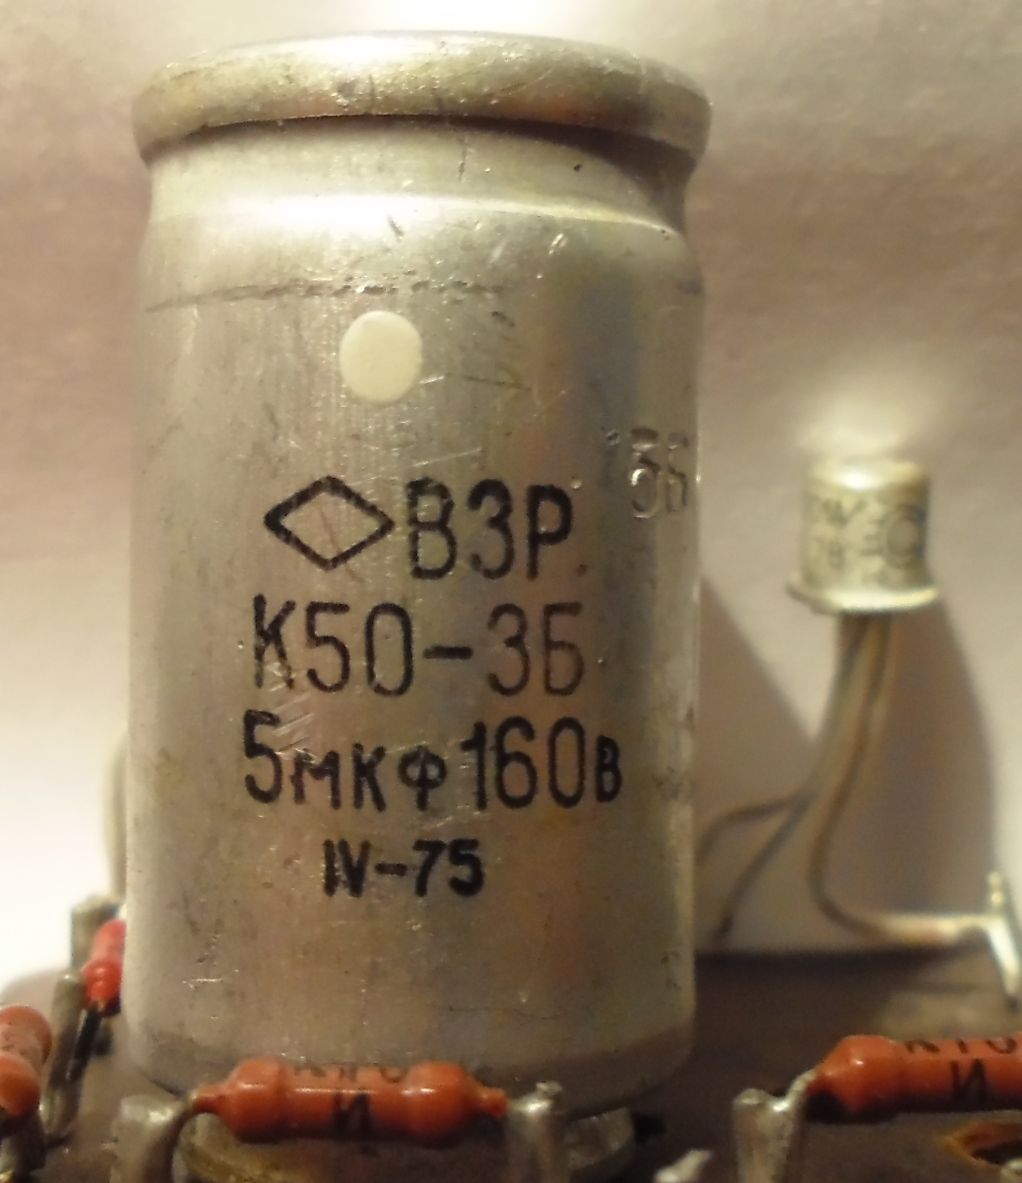 ВЗР
К50-3Б
5мкф 160в
IV-75
И
И